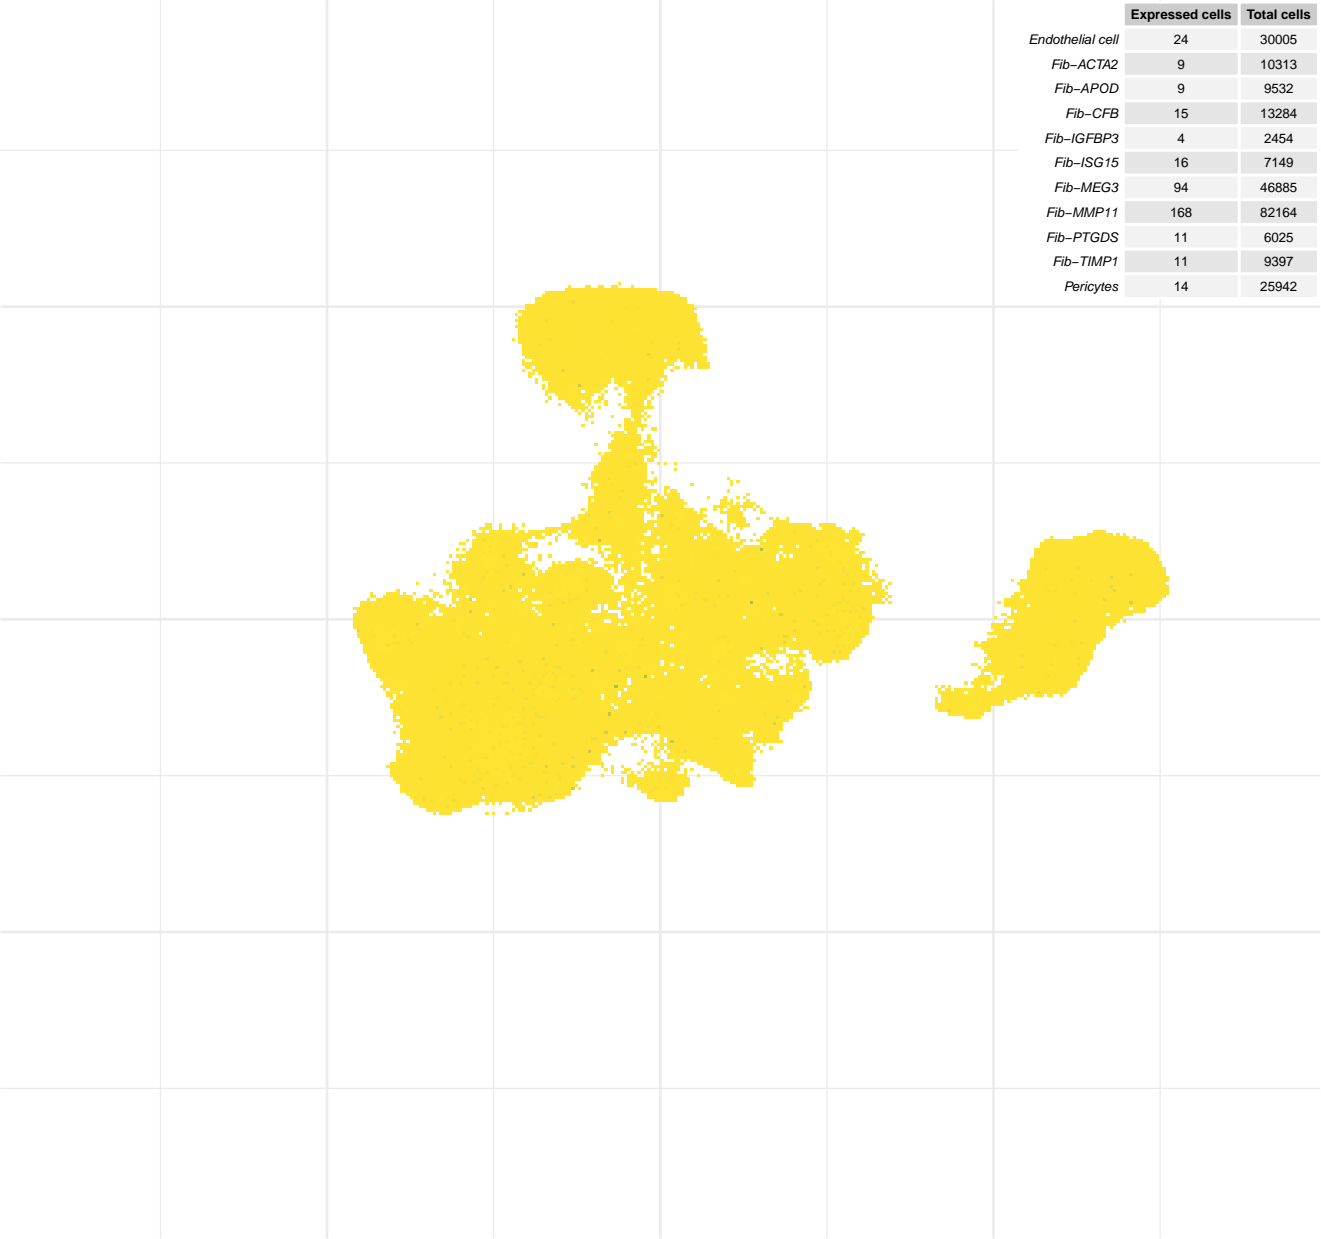 Expressed cells Total cells
Endothelial cell 24 30005
Fib−ACTA2 9 10313
Fib−APOD 9 9532
Fib−CFB 15 13284
Fib−IGFBP3 4 2454
Fib−ISG15 16 7149
Fib−MEG3 94 46885
Fib−MMP11 168 82164
Fib−PTGDS 11 6025
Fib−TIMP1 11 9397
Pericytes 14 25942